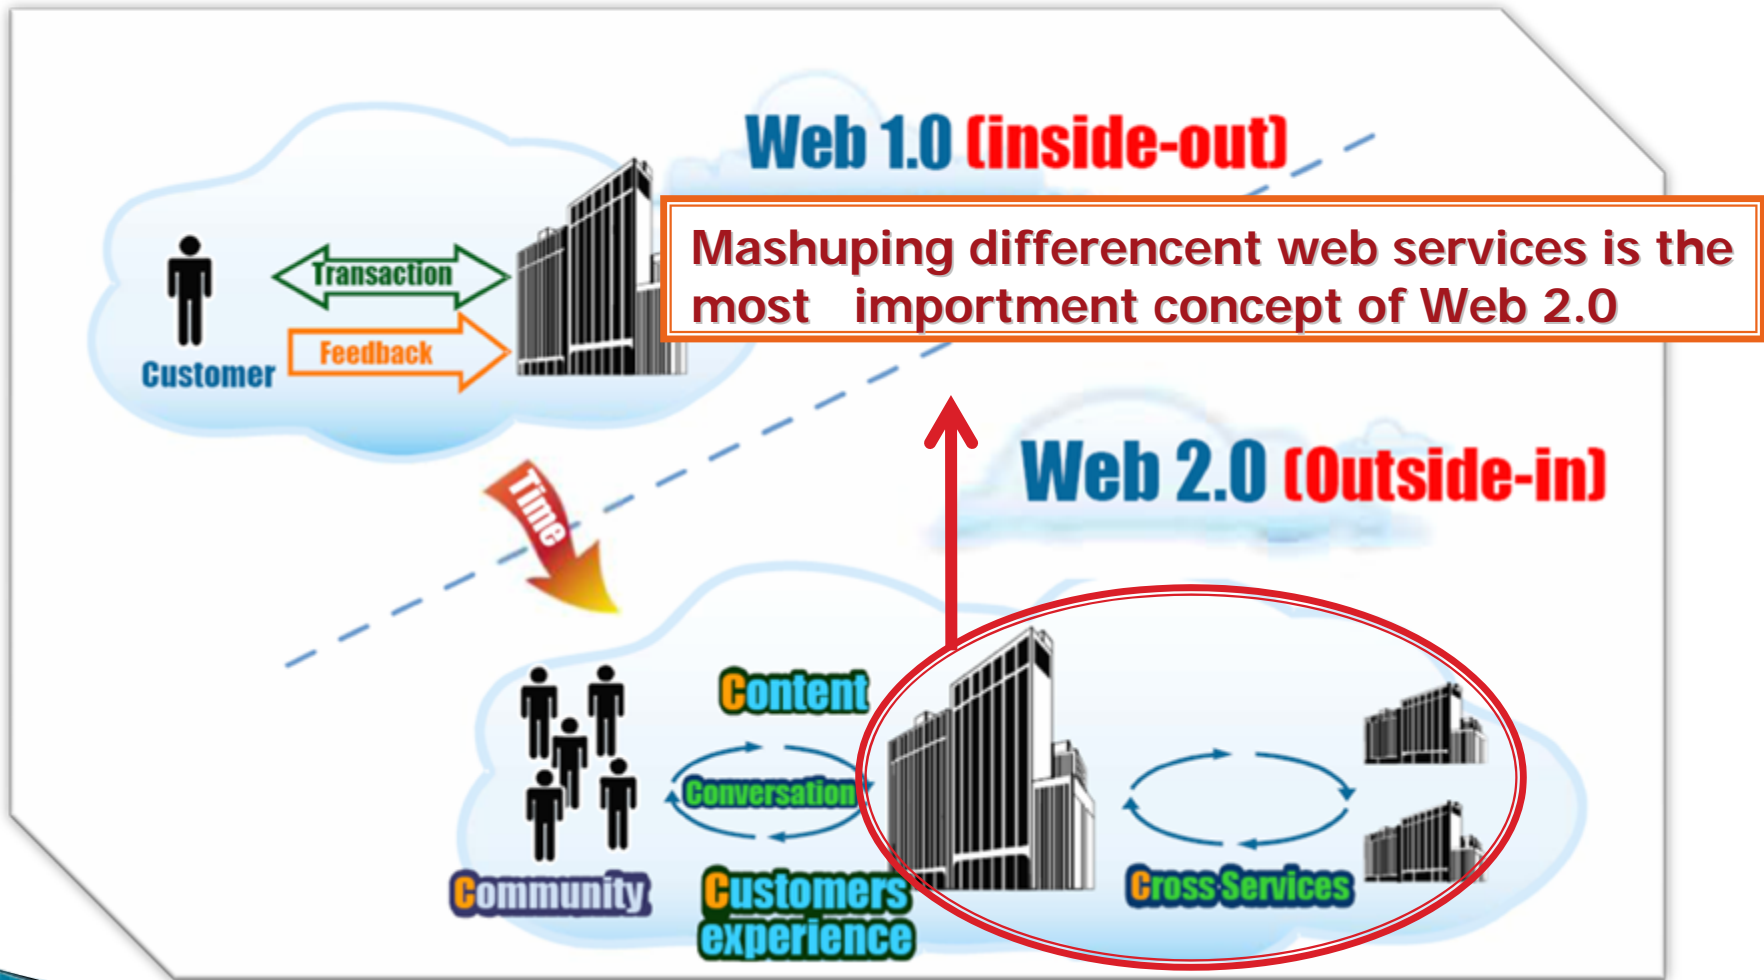 Web 1.0 (inside-out)
Mashuping differencent web services is the
most importment concept of Web 2.0
Transaction
Feedback
Customer
Time
Web 2.0 (Outside-in)
Content
Conversation
Community
Customers
experience
Cross Services